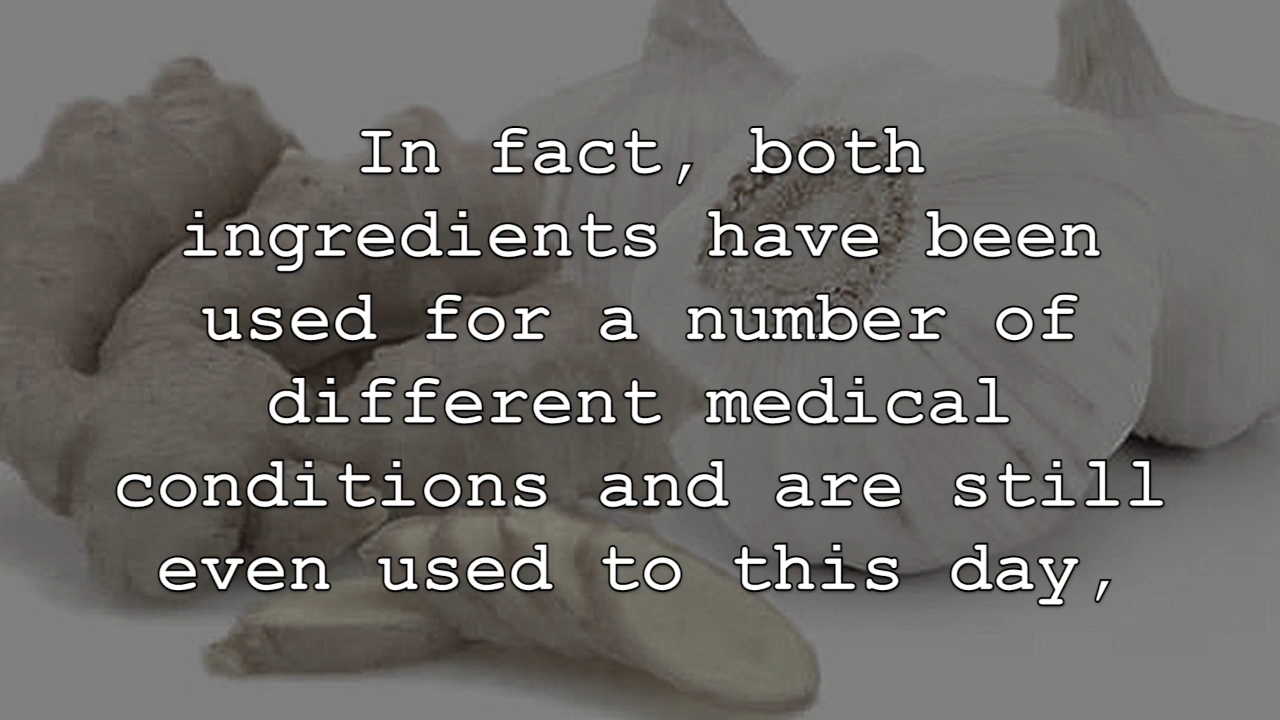 In fact, both
ingredients have been
used for a number of
different medical
conditions and are still
even used to this day,